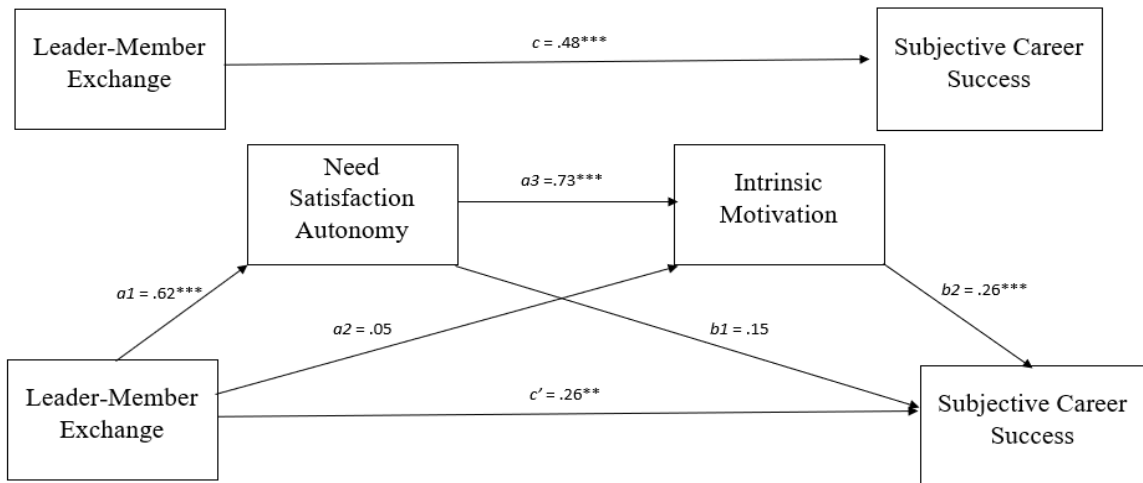 Leader-Member
Exchange
c = .48***
Subjective Career
Success
Need
Satisfaction
Autonomy
a3 =.73***
Intrinsic
Motivation
a1 = .62***
a2 = .05
b1 = .15
b2 = .26***
Leader-Member
Exchange
c’ = .26**
Subjective Career
Success